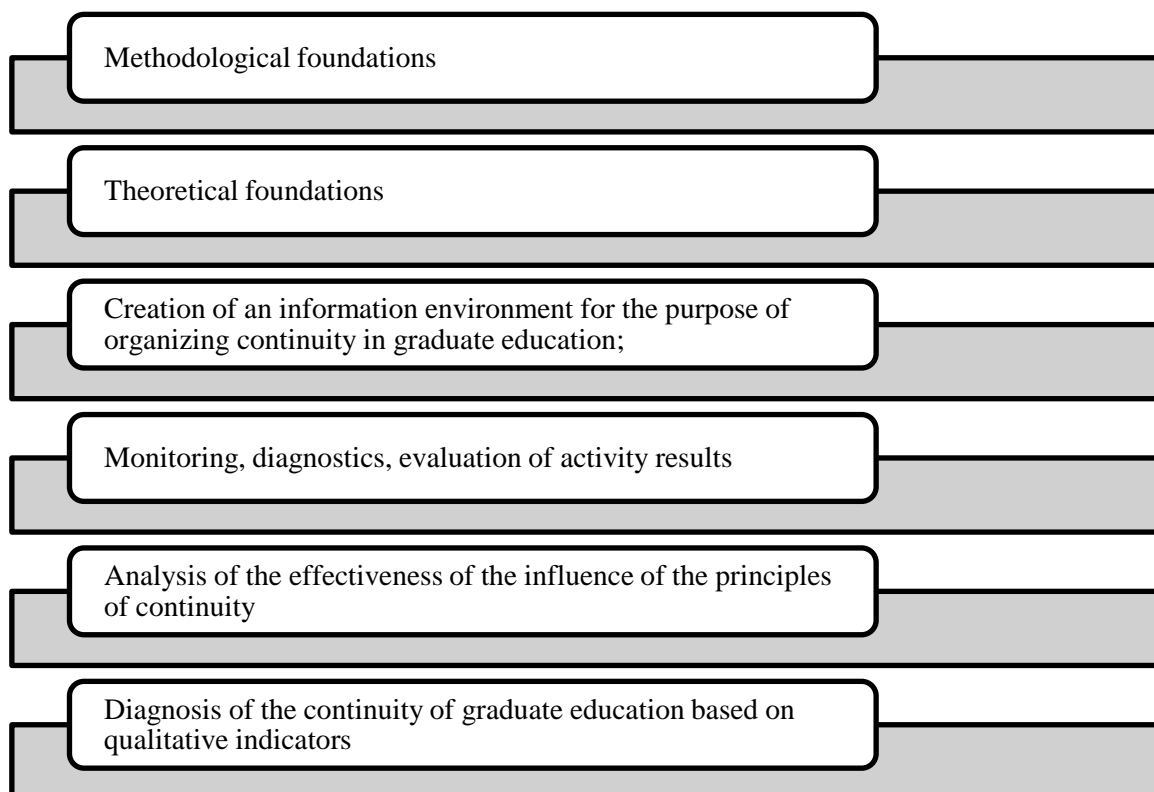 Methodological foundations
Theoretical foundations
Creation of an information environment for the purpose of
organizing continuity in graduate education;
Monitoring, diagnostics, evaluation of activity results
Analysis of the effectiveness of the influence of the principles
of continuity
Diagnosis of the continuity of graduate education based on
qualitative indicators